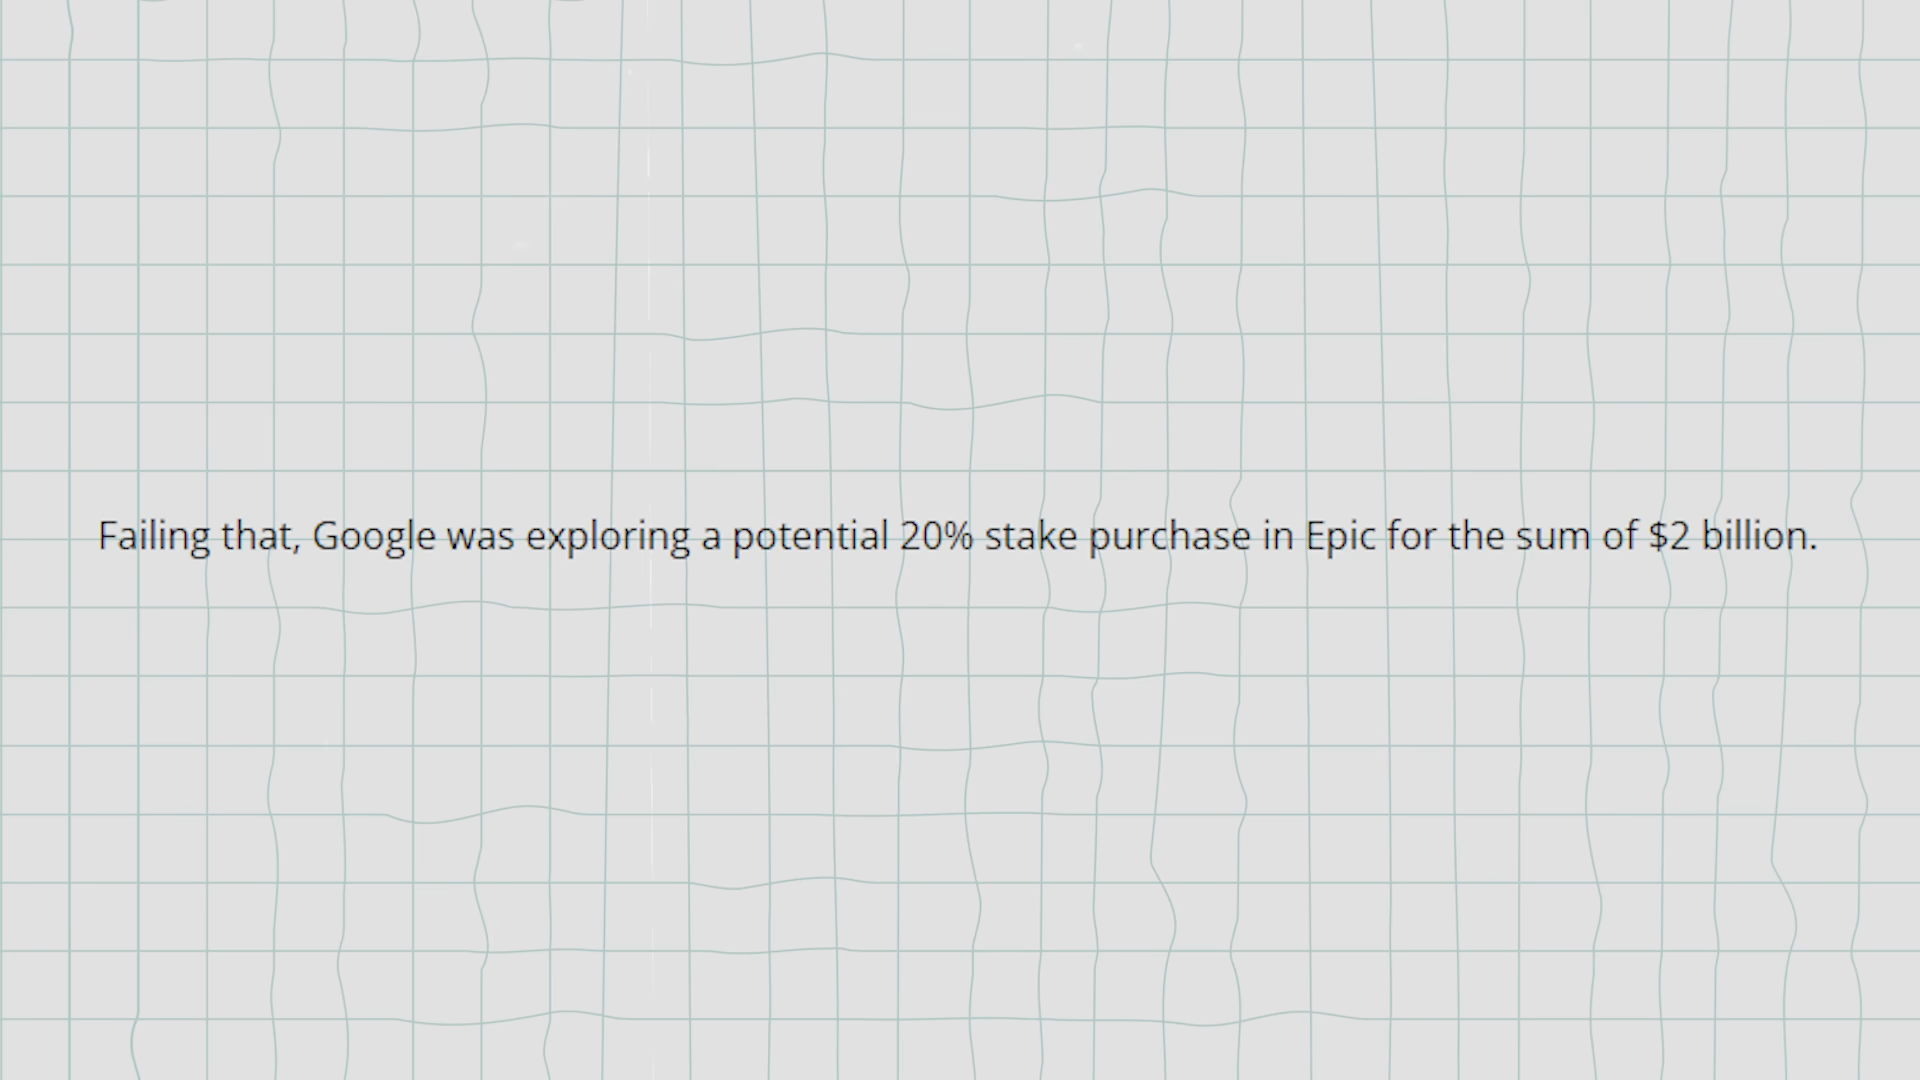 Failing that, Google was exploring a potential 20% stake purchase in Epic for the sum of $2 billion.